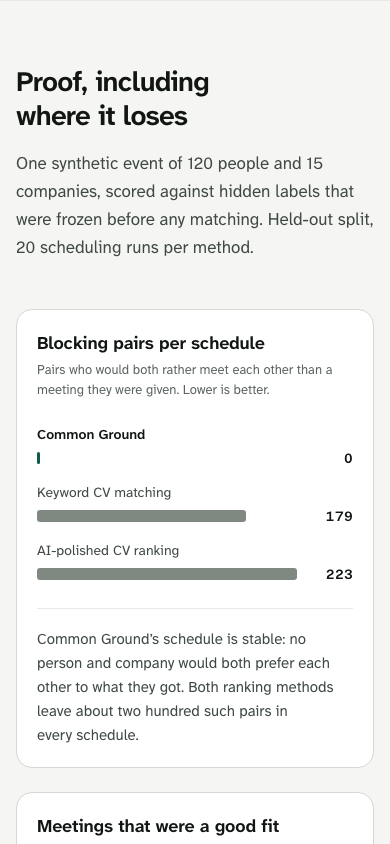 Proof, including
where it loses
One synthetic event of 120 people and 15
companies, scored against hidden labels that
were frozen before any matching. Held-out split,
20 scheduling runs per method.
Blocking pairs per schedule
Pairs who would both rather meet each other than a
meeting they were given. Lower is better.
Common Ground
0
Keyword CV matching
179
AI-polished CV ranking
223
Common Ground’s schedule is stable: no
person and company would both prefer each
other to what they got. Both ranking methods
leave about two hundred such pairs in
every schedule.
Meetings that were a good fit